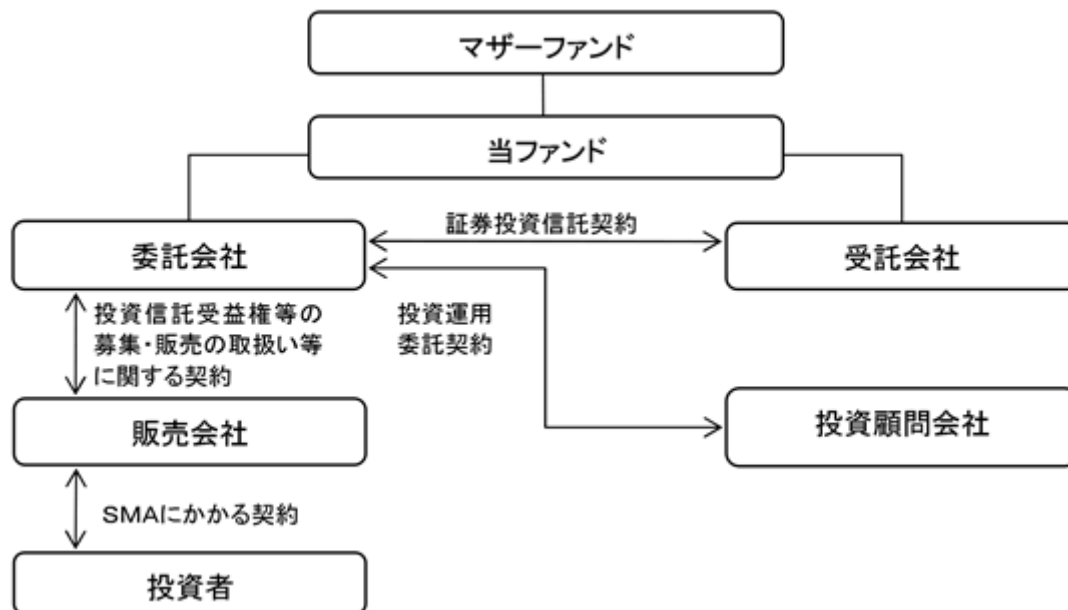 マザーファンド
当ファンド
証券投資信託契約
委託会社
受託会社
投資信託受益権等の
募集・販売の取扱い等
に関する契約
投資運用
委託契約
販売会社
投資顧問会社
SMAにかかる契約
投資者